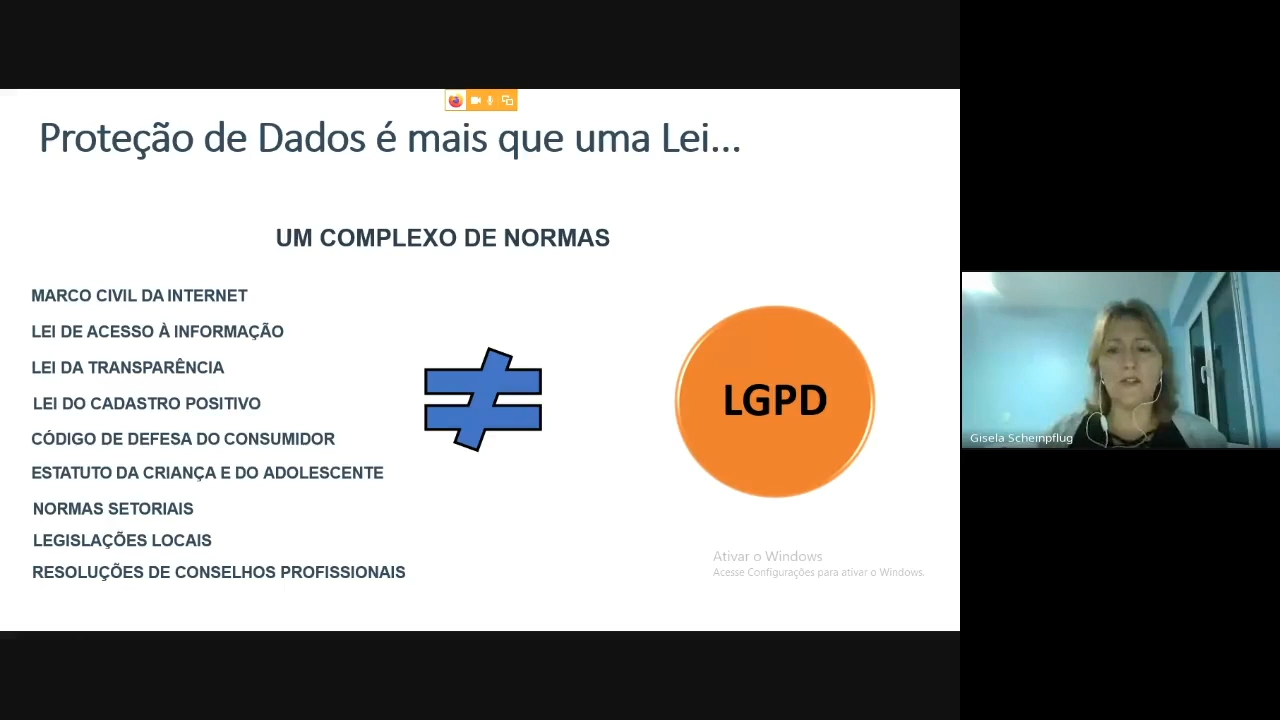 Proteção de Dados é mais que uma Lei...
UM COMPLEXO DE NORMAS
MARCO CIVIL DA INTERNET
LEI DE ACESSO À INFORMAÇÃO
LEI DA TRANSPARÊNCIA
LEI DO CADASTRO POSITIVO
CÓDIGO DE DEFESA DO CONSUMIDOR
ESTATUTO DA CRIANÇA E DO ADOLESCENTE
NORMAS SETORIAIS
LEGISLAÇÕES LOCAIS
RESOLUÇÕES DE CONSELHOS PROFISSIONAIS
LGPD
Ativar o Windows
Acesse Configurações para ativar o Windows.
Gisela Scheinpflug